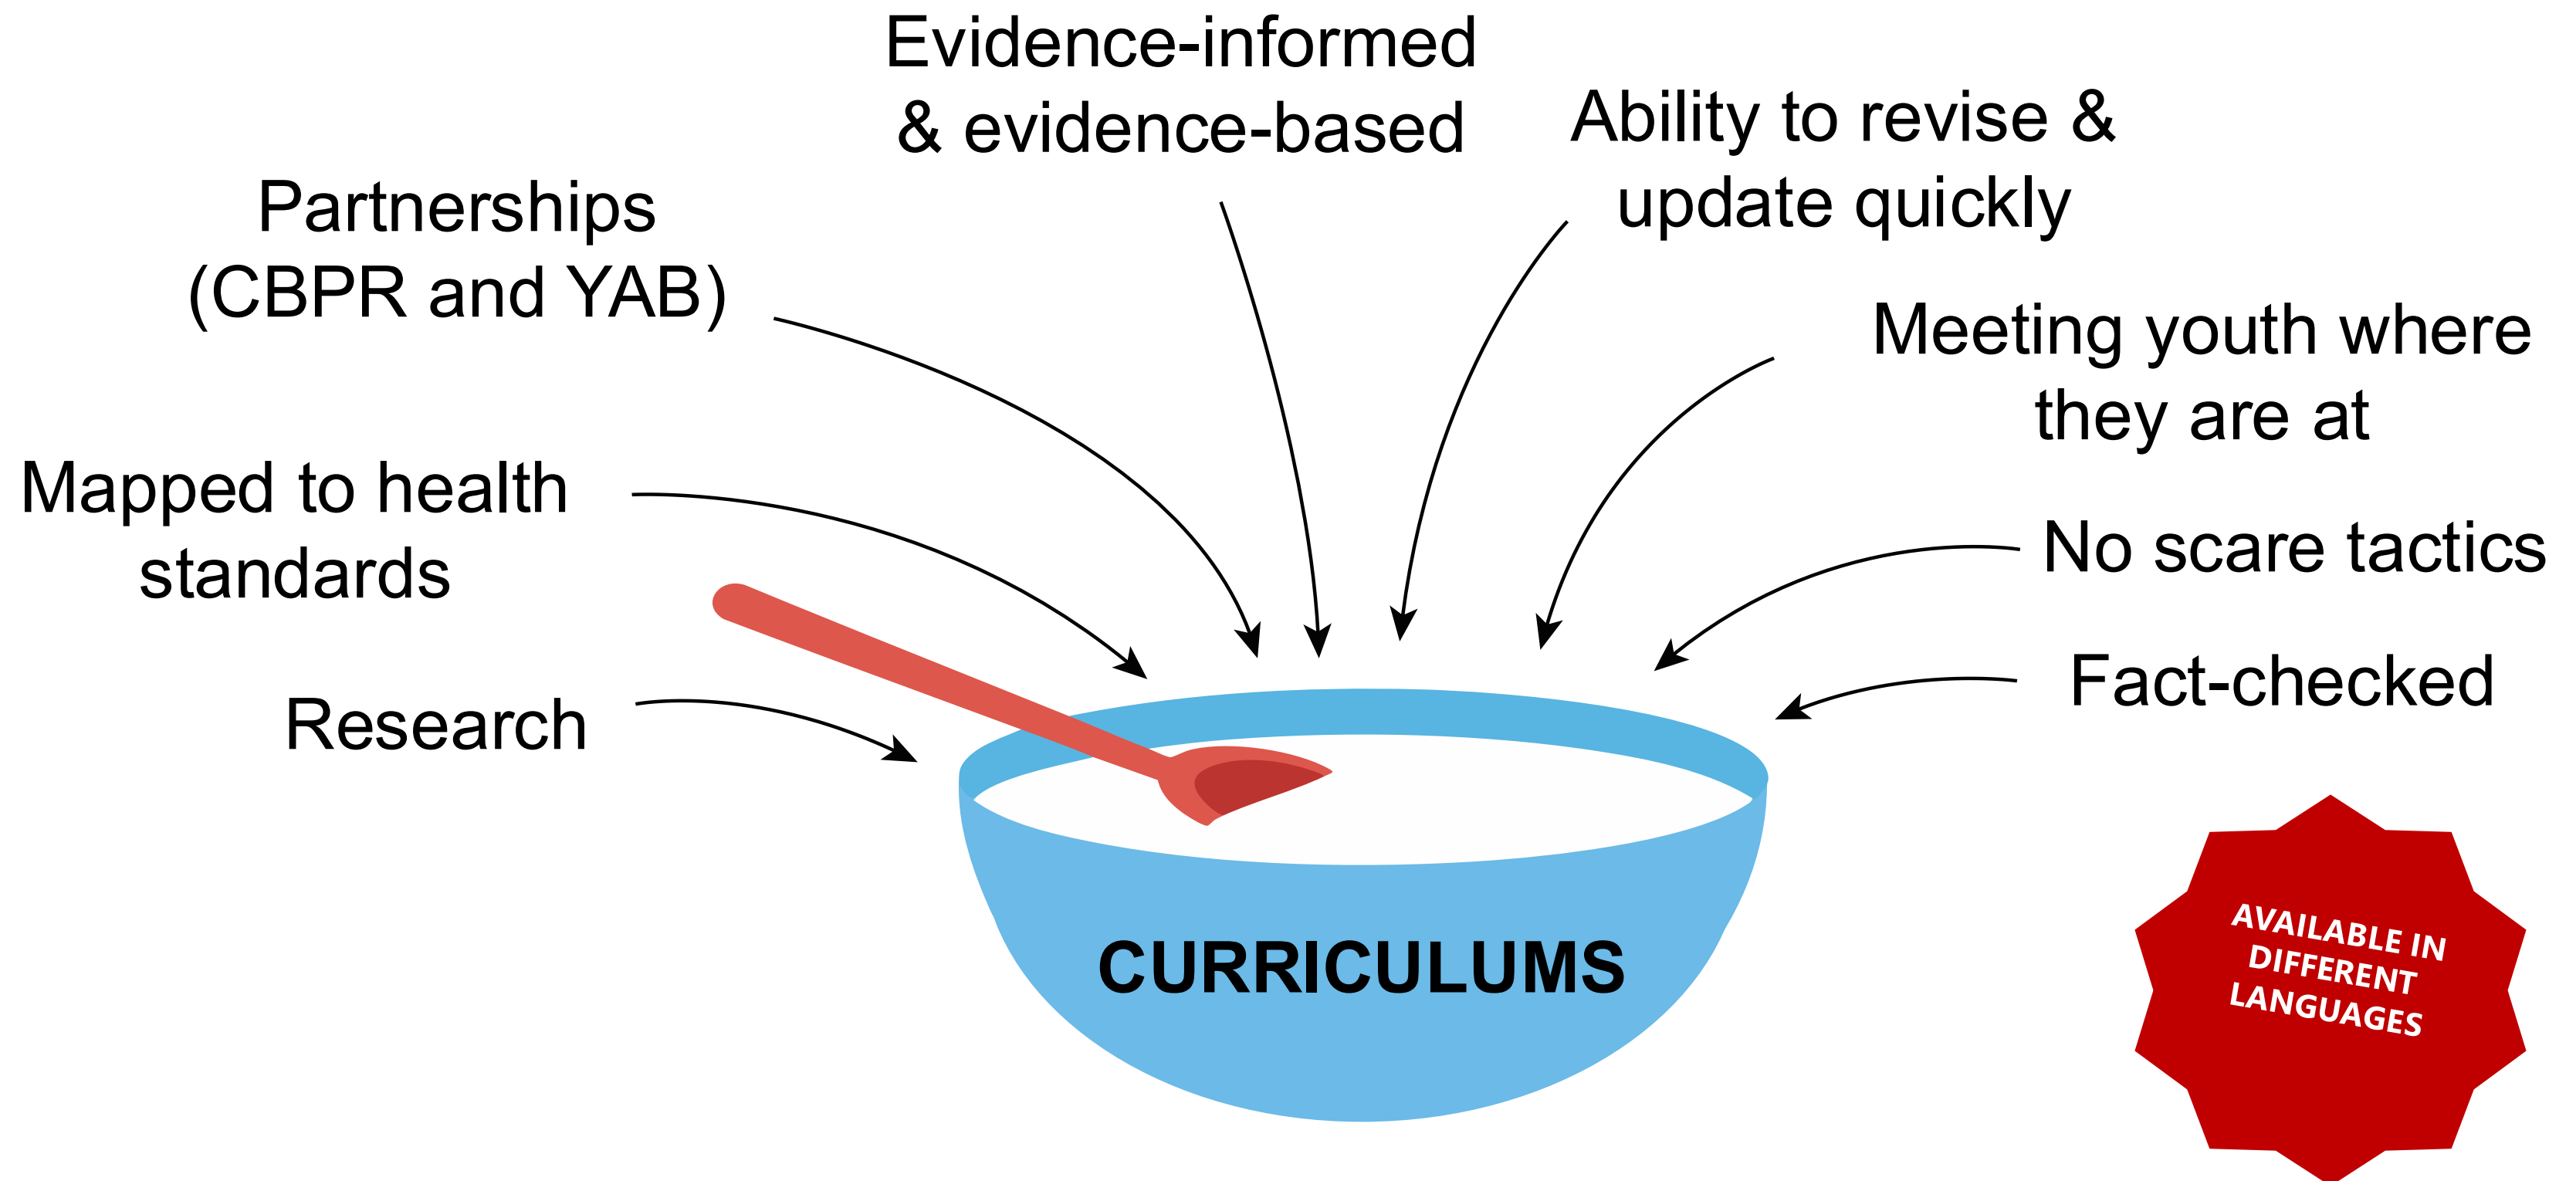 Evidence-informed
& evidence-based
Ability to revise &
update quickly
Partnerships
(CBPR and YAB)
Meeting youth where
they are at
Mapped to health
standards
No scare tactics
Research
Fact-checked
CURRICULUMS
AVAILABLE IN
DIFFERENT
LANGUAGES